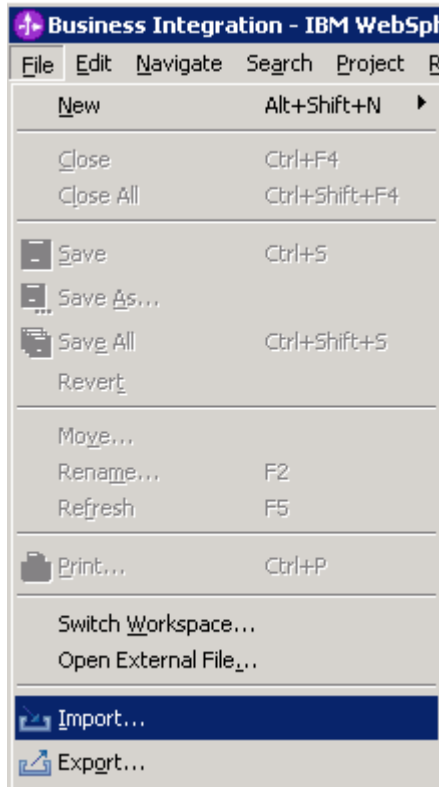 Business Integration - IBM WebSph
File Edit Navigate Search Project R
New Alt+Shift+N
Close Ctrl+F4
Close All Ctrl+Shift+F4
Save Ctrl+S
Save As...
Save All Ctrl+Shift+S
Revert
Move...
Rename... F2
Refresh F5
Print... Ctrl+P
Switch Workspace...
Open External File...
Import...
Export...